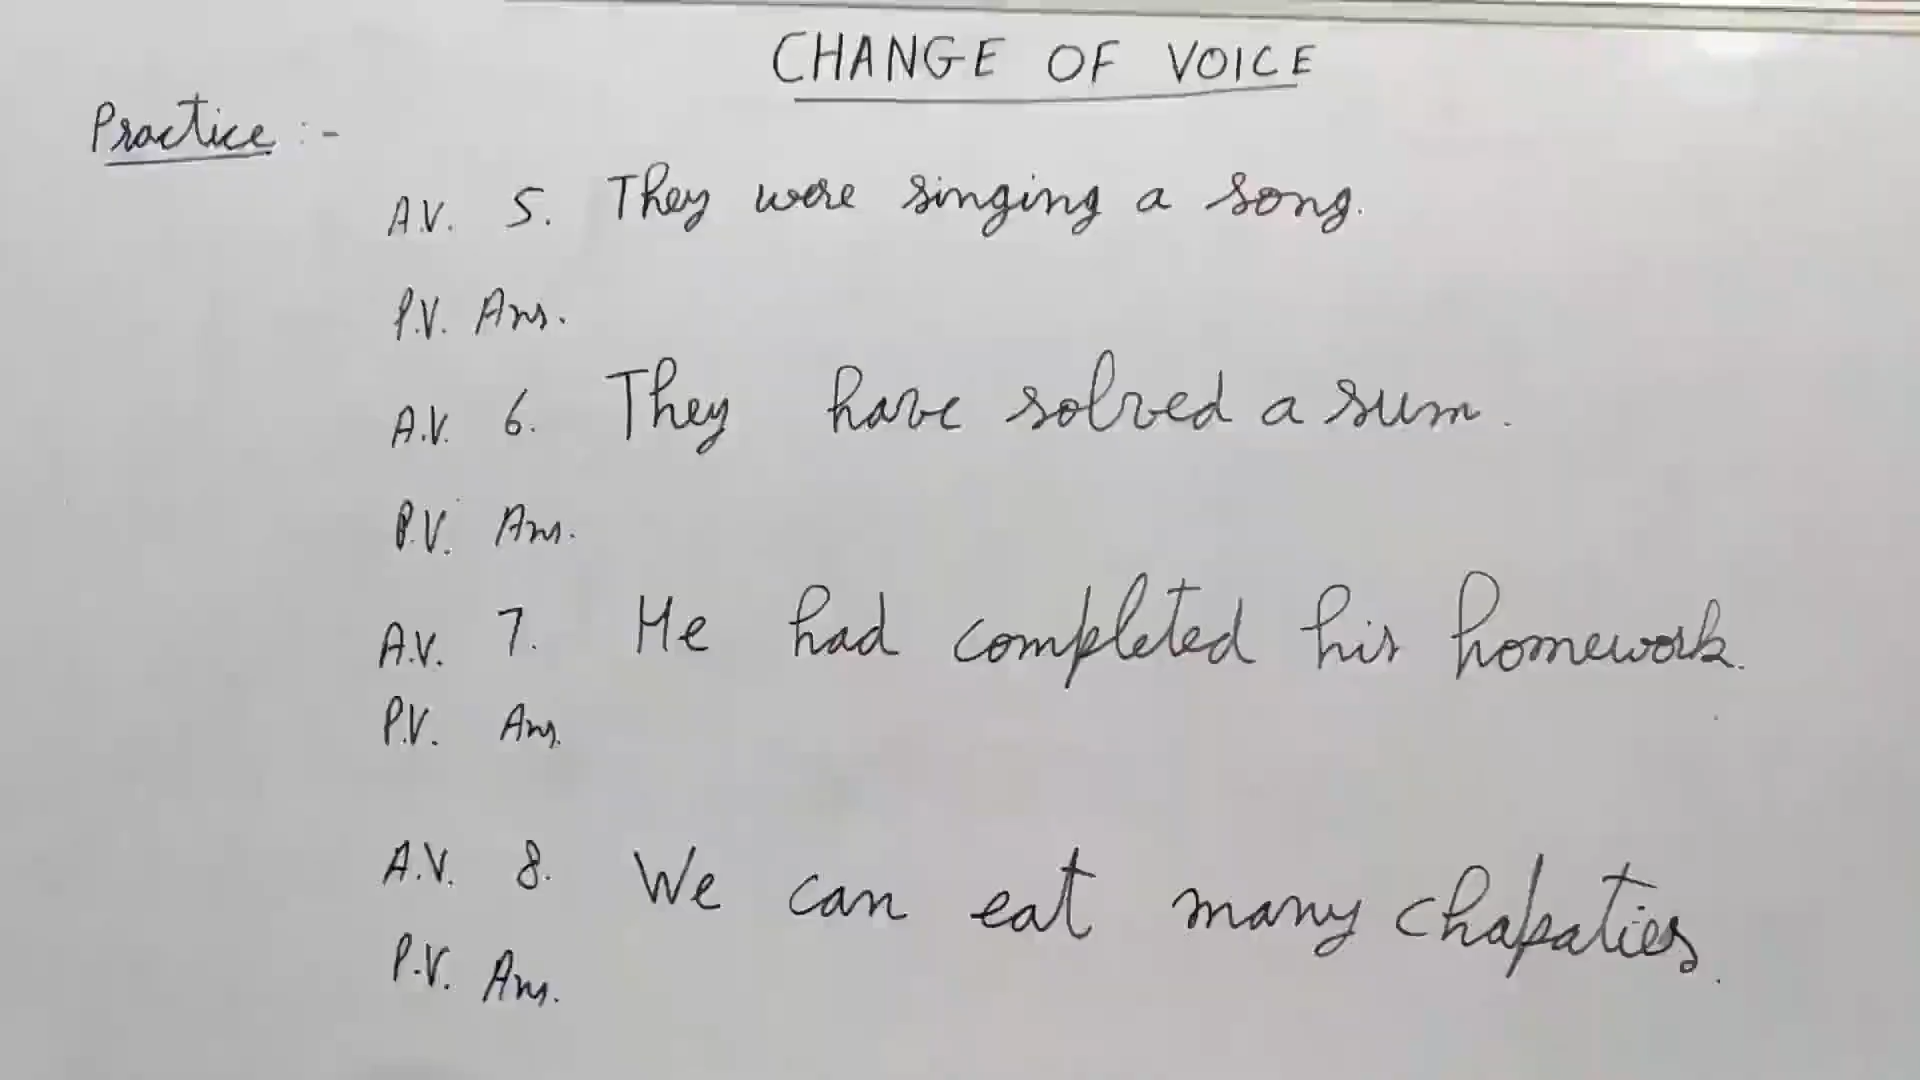 CHANGE OF VOICE
Practice :-
A.V. 5. They were singing a song.
P.V. Ans.
A.V. 6. They have solved a sum.
P.V. Ans.
A.V. 7. He had completed his homework.
P.V. Ans.
A.V. 8. We can eat many chapaties.
P.V. Ans.